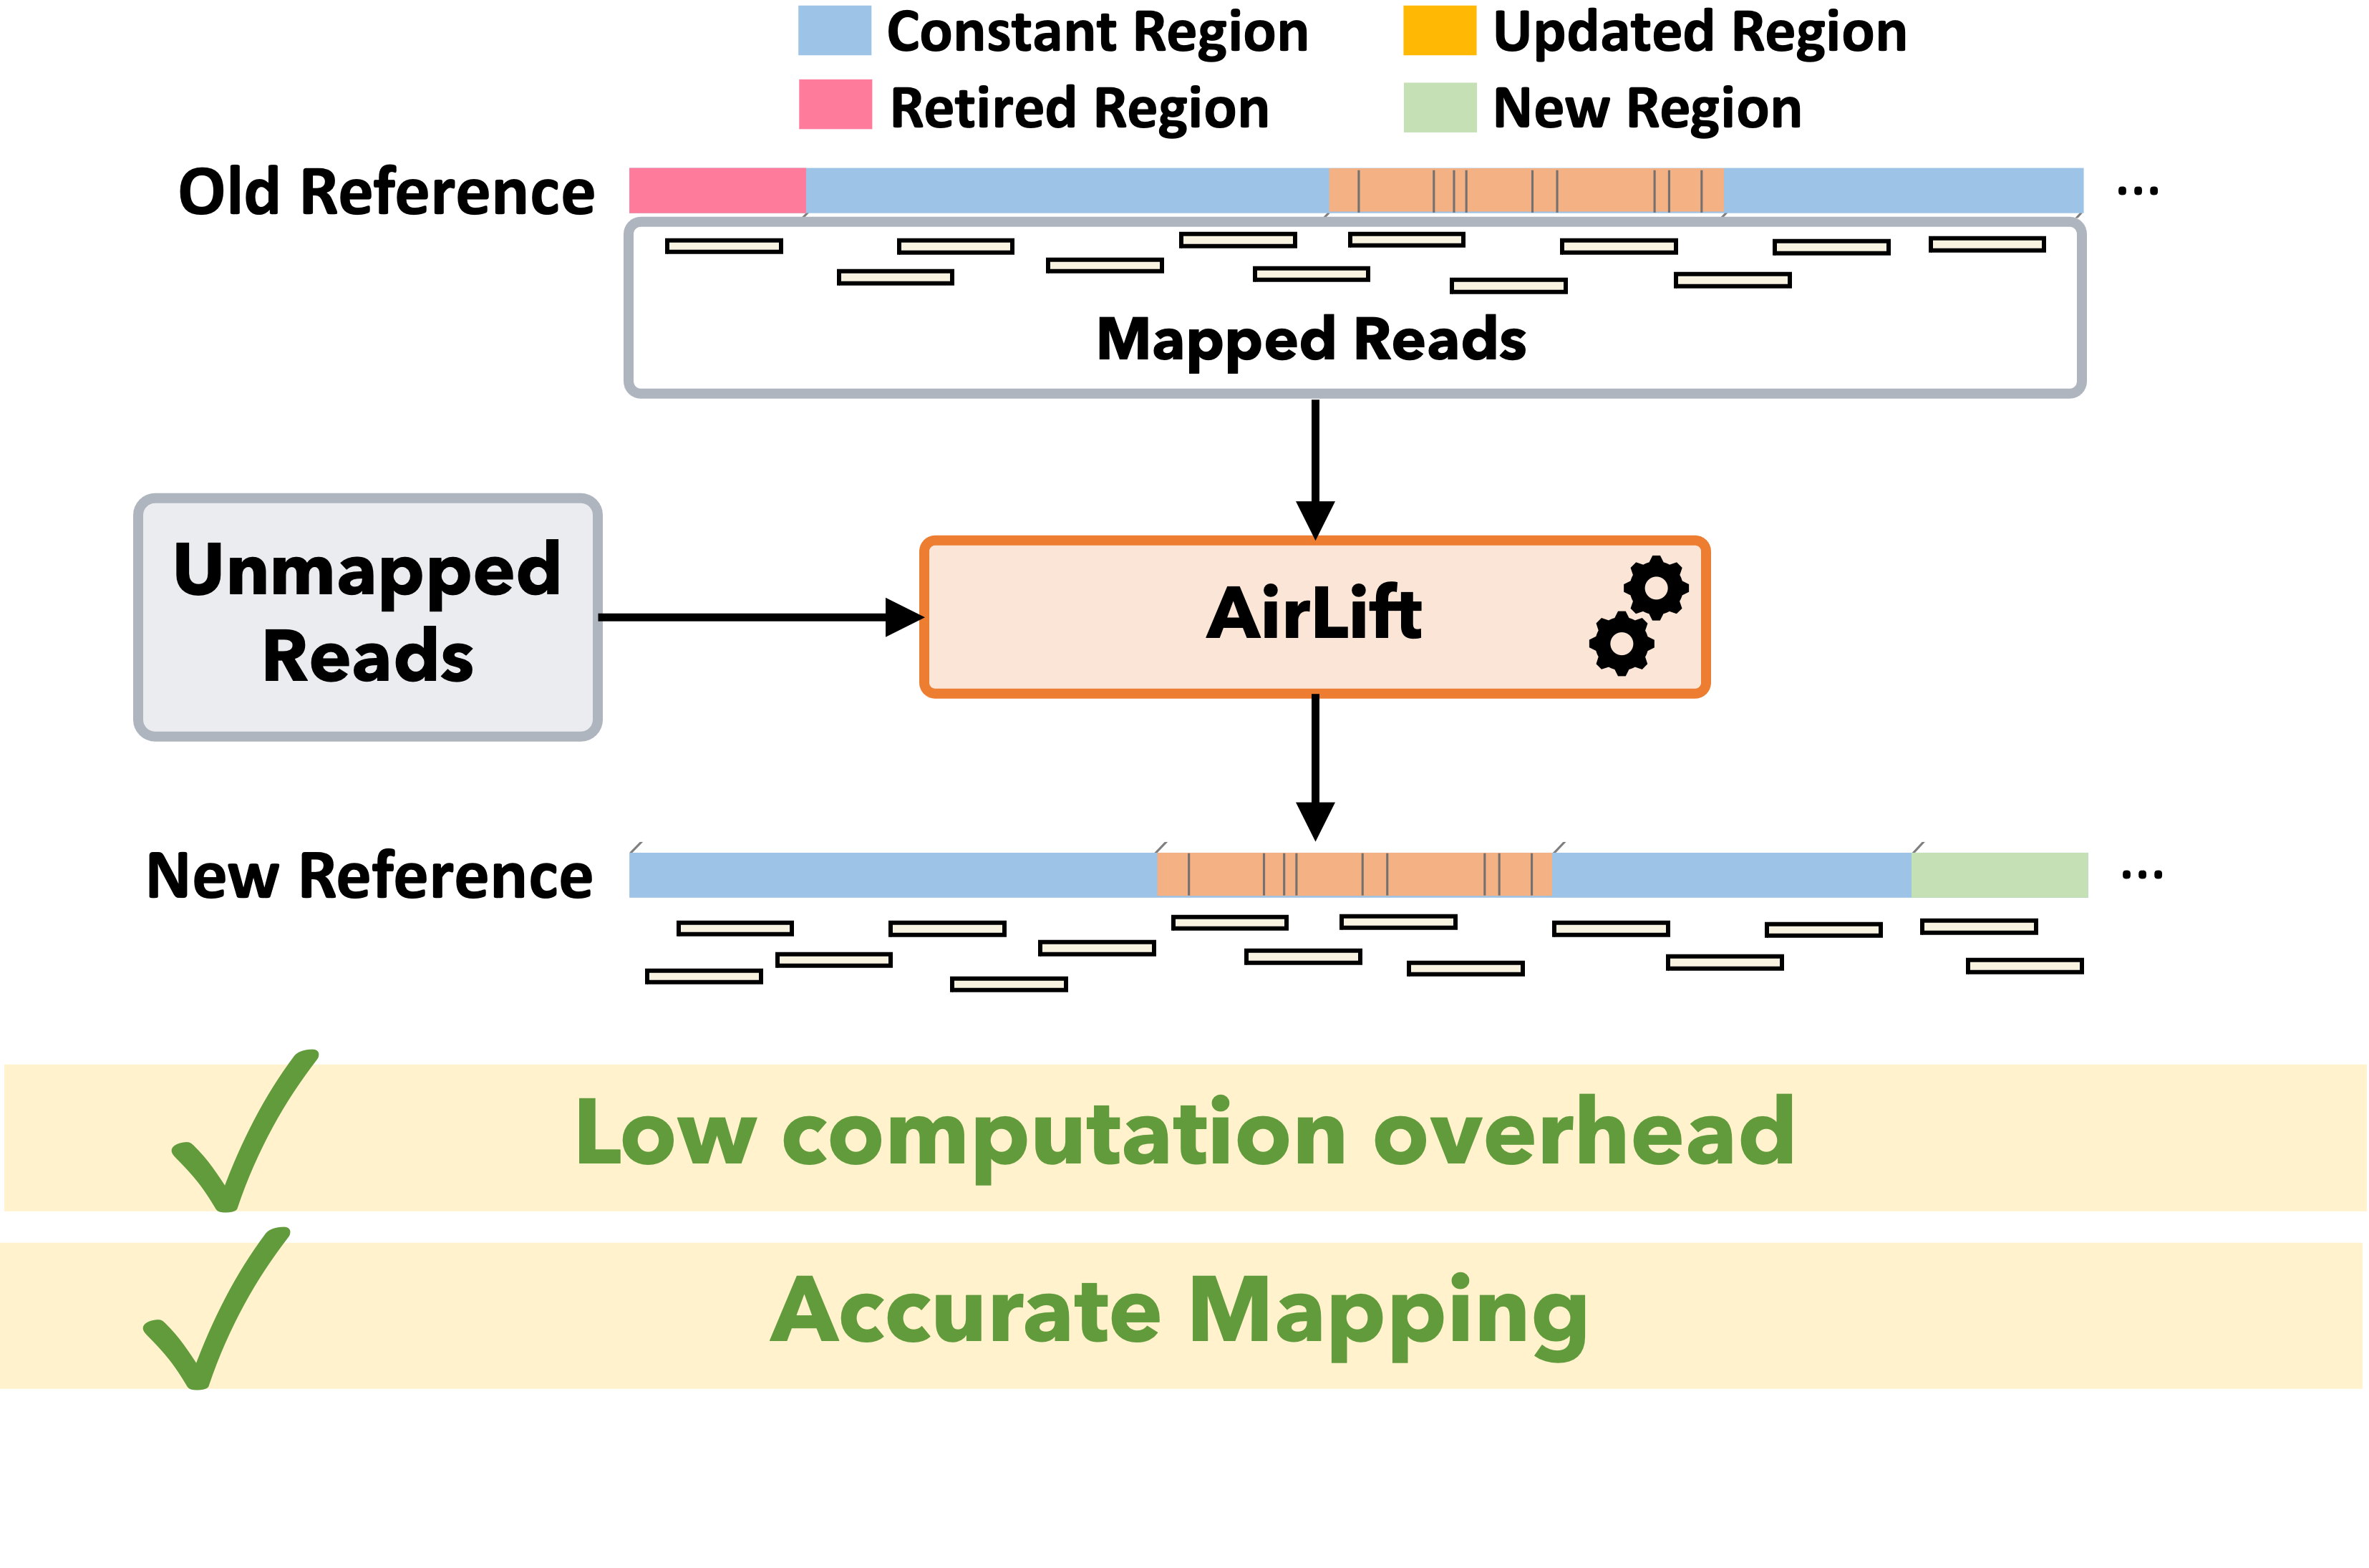 Constant Region
Updated Region
Retired Region
New Region
Old Reference
...
Mapped Reads
Unmapped
Reads
AirLift
New Reference
...
Low computation overhead
Accurate Mapping